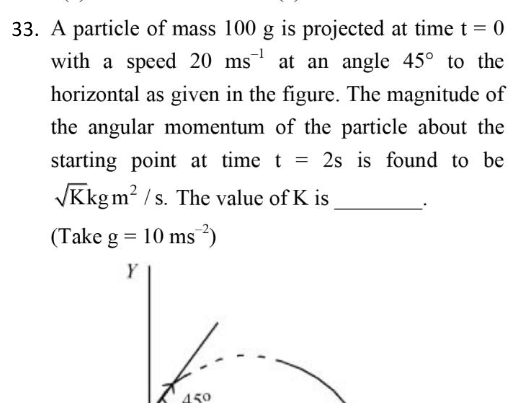 33. A particle of mass 100 g is projected at time t = 0
with a speed 20 ms⁻¹ at an angle 45° to the
horizontal as given in the figure. The magnitude of
the angular momentum of the particle about the
starting point at time t = 2s is found to be
√K kg m² / s. The value of K is ________.
(Take g = 10 ms⁻²)
Y
45°